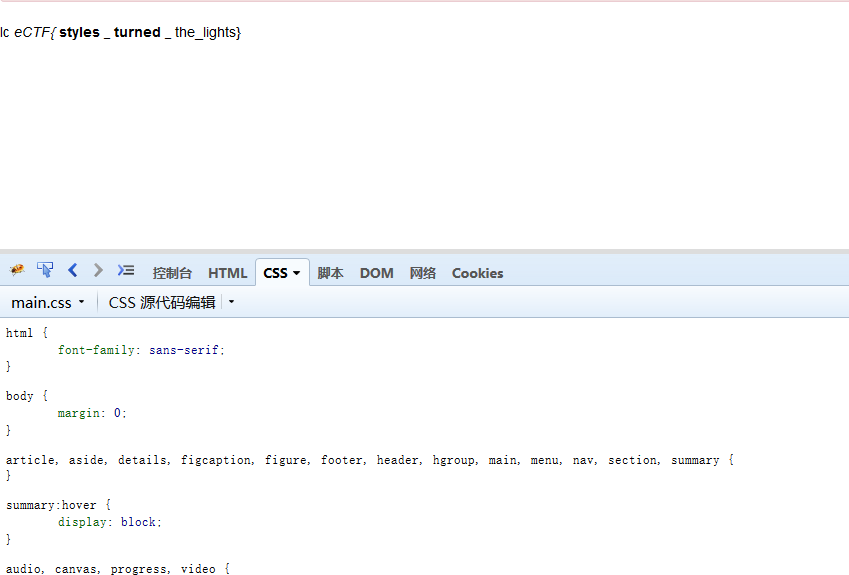 lc eCTF{ styles _ turned _ the_lights}
控制台 HTML CSS 脚本 DOM 网络 Cookies
main.css CSS 源代码编辑
html {
font-family: sans-serif;
}
body {
margin: 0;
}
article, aside, details, figcaption, figure, footer, header, hgroup, main, menu, nav, section, summary {
}
summary:hover {
display: block;
}
audio, canvas, progress, video {